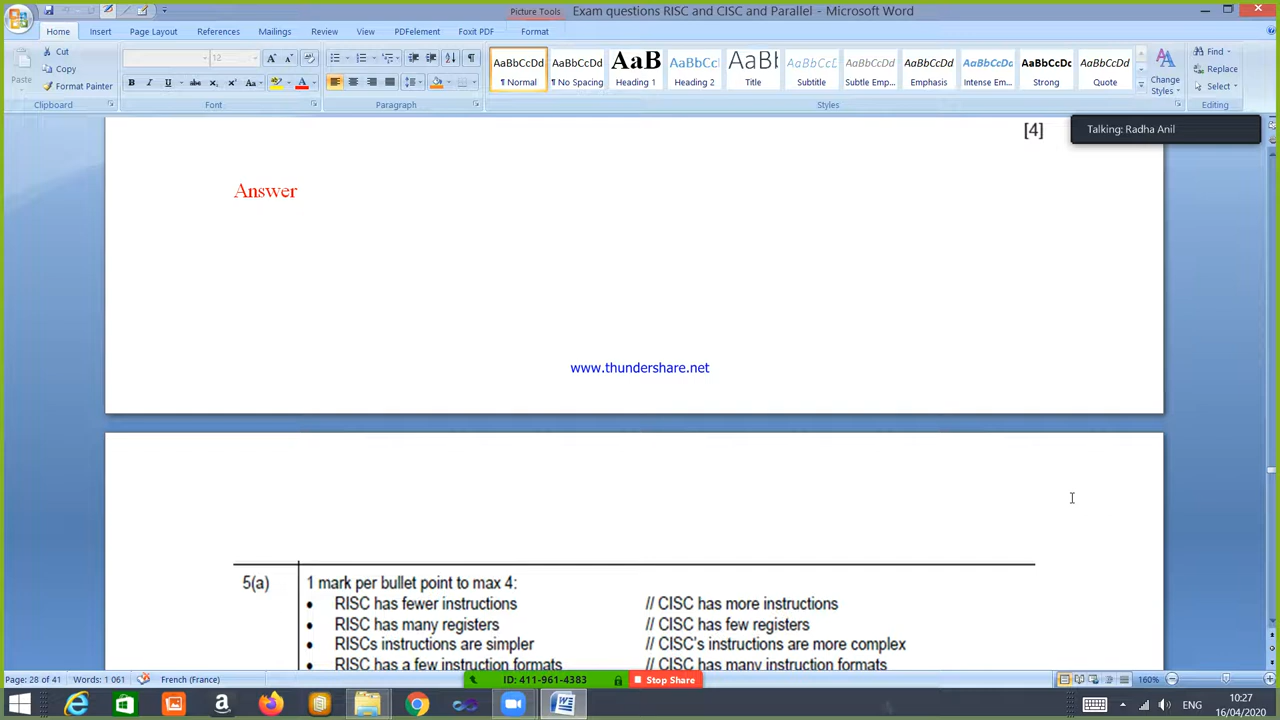 Picture Tools
Exam questions RISC and CISC and Parallel - Microsoft Word
Home Insert Page Layout References Mailings Review View PDFelement Foxit PDF Format
Paste
Cut
Copy
Format Painter
12
AaBbCcDd AaBbCcDd AaB AaBbCc AaBbCcDd AaBbCcDd AaBbCcDd AaBbCcDd AaBbCcDd
¶ Normal ¶ No Spacing Heading 1 Heading 2 Title Subtitle Subtle Emp... Emphasis Intense Em... Strong Quote
Change Styles
Find
Replace
Select
Clipboard Font Paragraph Styles Editing
[4]
Talking: Radha Anil
Answer
www.thundershare.net
5(a) 1 mark per bullet point to max 4:
• RISC has fewer instructions // CISC has more instructions
• RISC has many registers // CISC has few registers
• RISCs instructions are simpler // CISC's instructions are more complex
• RISC has a few instruction formats // CISC has many instruction formats
Page: 28 of 41 Words: 1 061 French (France) ID: 411-961-4383 Stop Share 160%
ENG
10:27
16/04/2020